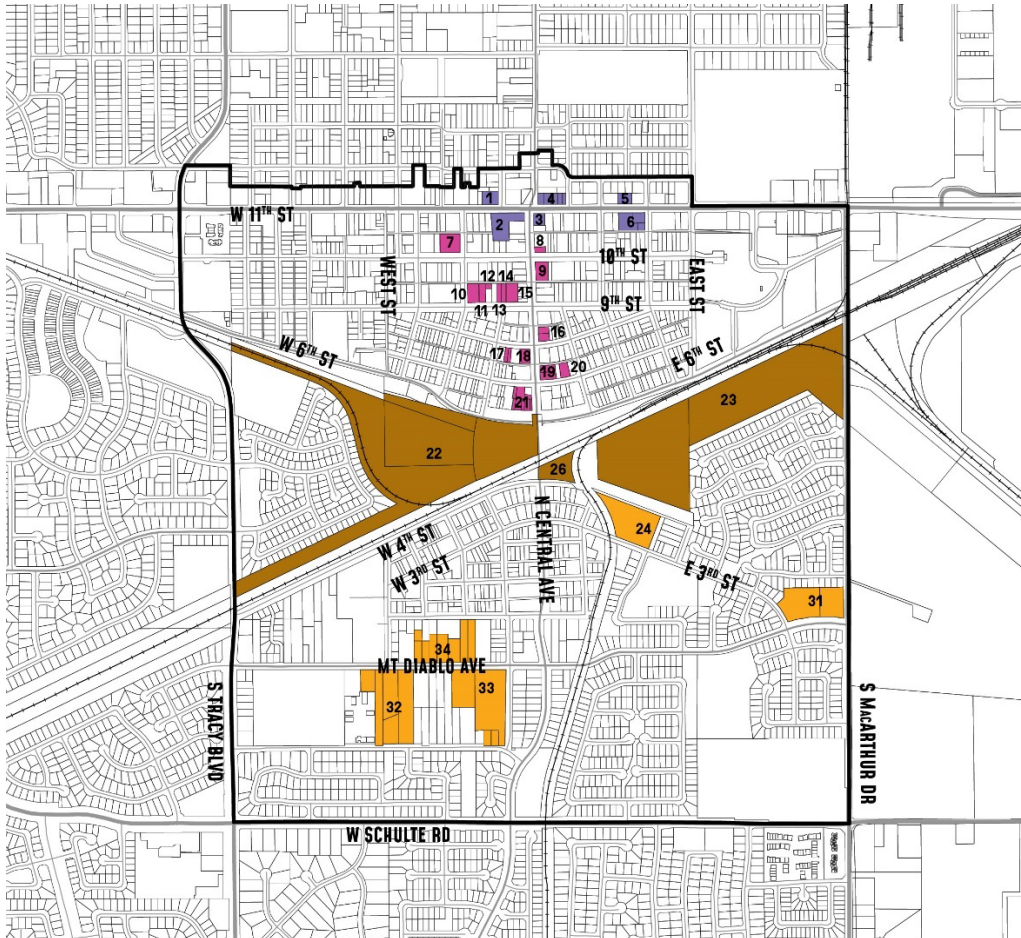 1
4
5
W 11TH ST
2
3
6
7
8
10TH ST
WEST ST
EAST ST
9
12
14
10
15
11
13
9TH ST
16
17
18
19
20
W 6TH ST
E 6TH ST
21
23
22
26
24
N CENTRAL AVE
W 4TH ST
W 3RD ST
E 3RD ST
31
34
MT DIABLO AVE
33
32
S TRACY BLVD
S MACARTHUR DR
W SCHULTE RD